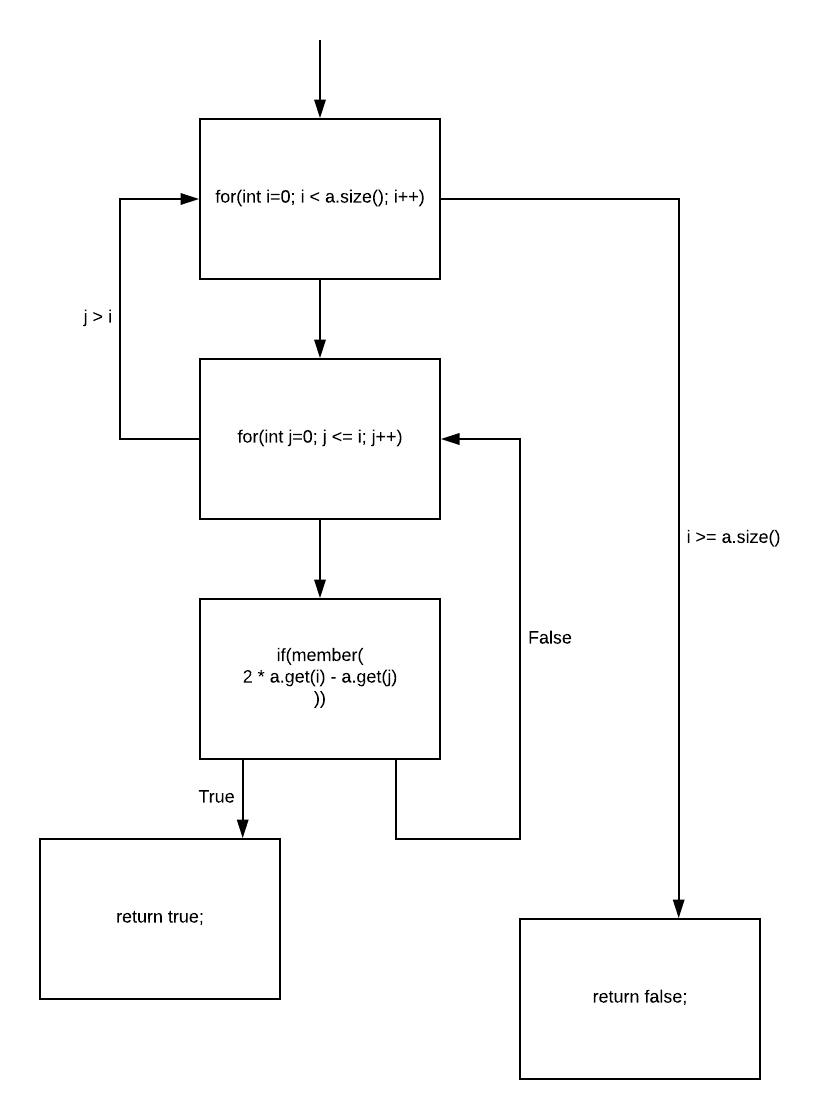 for(int i=0; i < a.size(); i++)
j > i
for(int j=0; j <= i; j++)
i >= a.size()
False
if(member(
2 * a.get(i) - a.get(j)
))
True
return true;
return false;